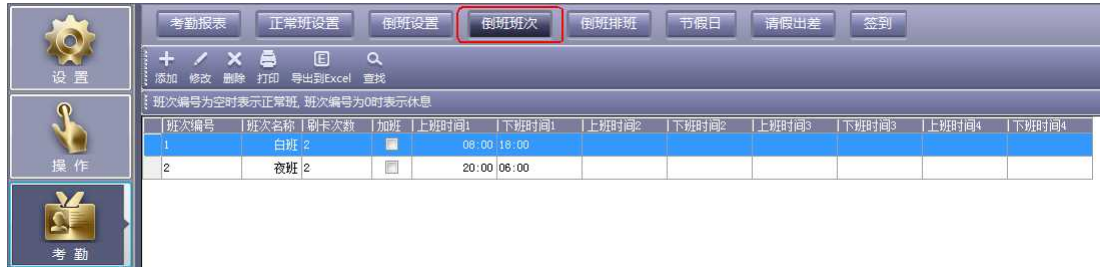 考勤报表 正常班设置 倒班设置 倒班班次 倒班排班 节假日 请假出差 签到
添加 修改 删除 打印 导出到Excel 查找
班次编号为空时表示正常班, 班次编号为0时表示休息
班次编号 班次名称 刷卡次数 加班 上班时间1 下班时间1 上班时间2 下班时间2 上班时间3 下班时间3 上班时间4 下班时间4
1 白班 2 08:00 18:00
2 夜班 2 20:00 06:00
设置
操作
考勤